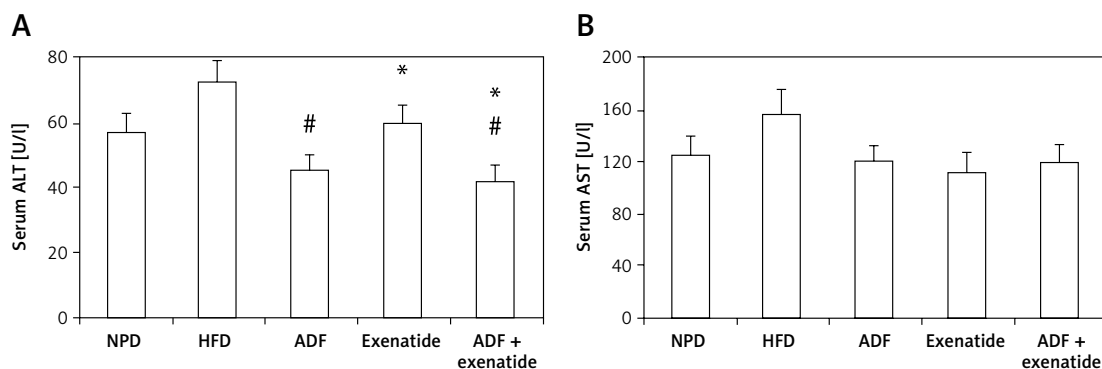 A
Serum ALT [U/l]
80
60
40
20
0
#
*
*
#
NPD HFD ADF Exenatide ADF +
exenatide
B
Serum AST [U/l]
200
160
120
80
40
0
NPD HFD ADF Exenatide ADF +
exenatide